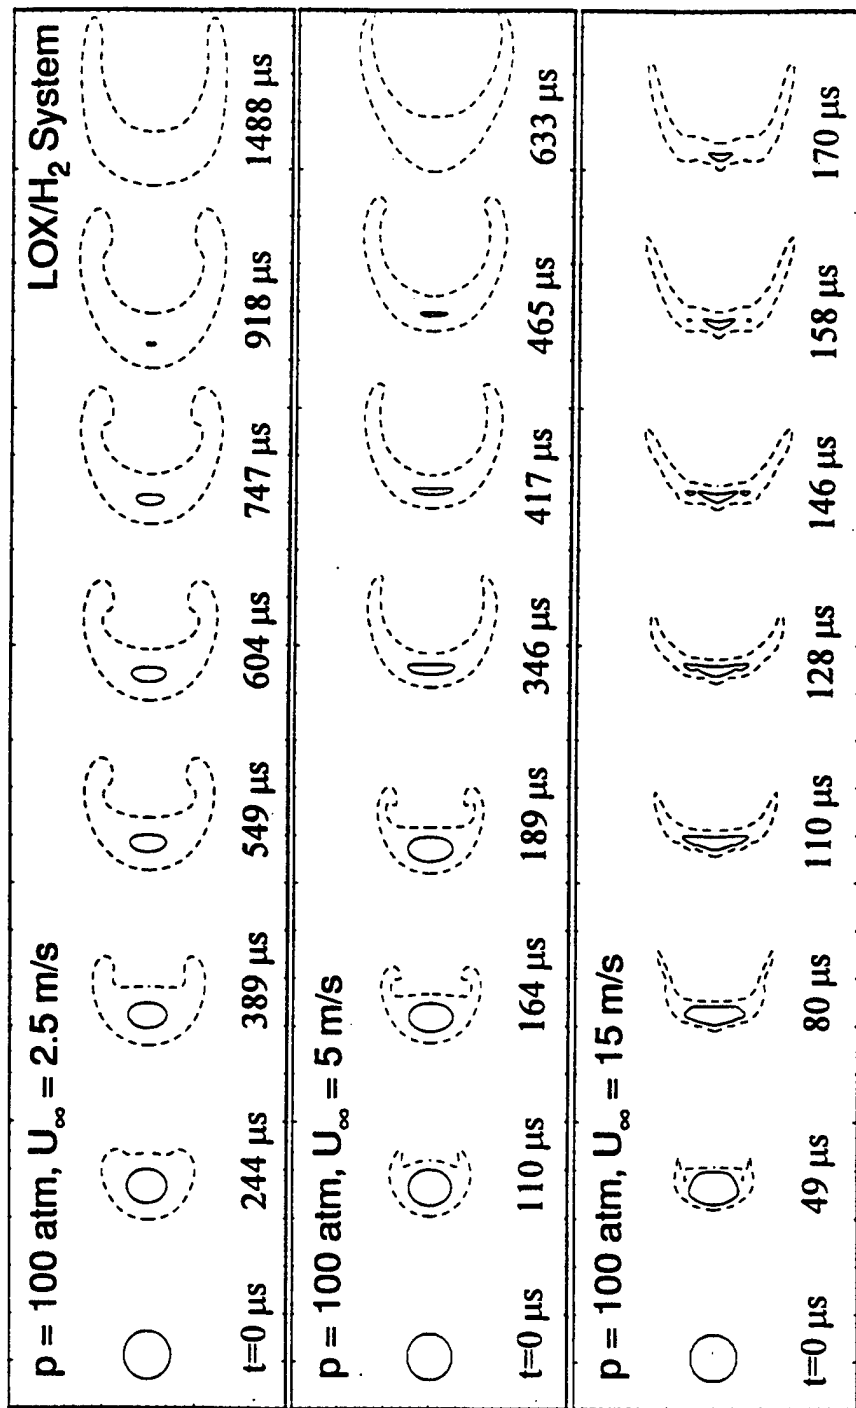 p = 100 atm, U∞ = 2.5 m/s
LOX/H2 System
t=0 μs 244 μs 389 μs 549 μs 604 μs 747 μs 918 μs 1488 μs
p = 100 atm, U∞ = 5 m/s
t=0 μs 110 μs 164 μs 189 μs 346 μs 417 μs 465 μs 633 μs
p = 100 atm, U∞ = 15 m/s
t=0 μs 49 μs 80 μs 110 μs 128 μs 146 μs 158 μs 170 μs